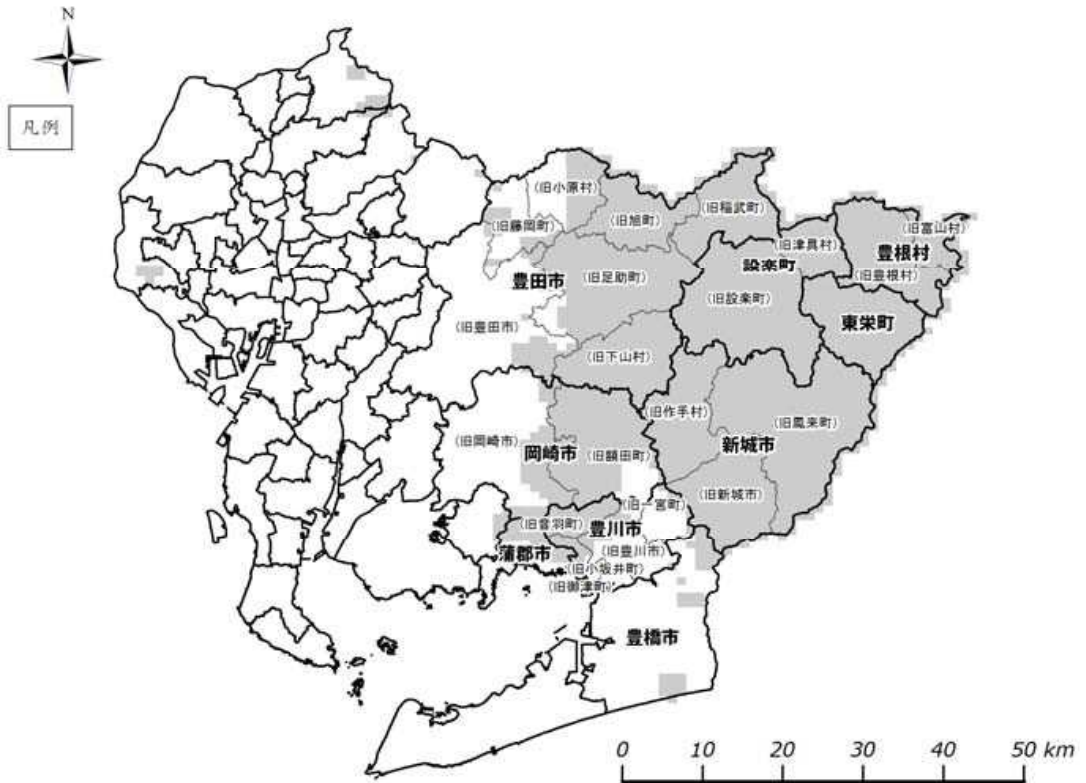 N
凡例
(旧小原村)
(旧稲武町)
(旧藤岡町)
(旧旭町)
(旧富山村)
(旧津具村)
豊根村
設楽町
豊田市
(旧足助町)
(旧豊根村)
(旧設楽町)
東栄町
(旧豊田市)
(旧下山村)
(旧作手村)
(旧鳳来町)
(旧岡崎市)
岡崎市
(旧額田町)
新城市
(旧新城市)
(旧一宮町)
(旧音羽町)
豊川市
蒲郡市
(旧豊川市)
(旧小坂井町)
(旧御津町)
豊橋市
0 10 20 30 40 50 km